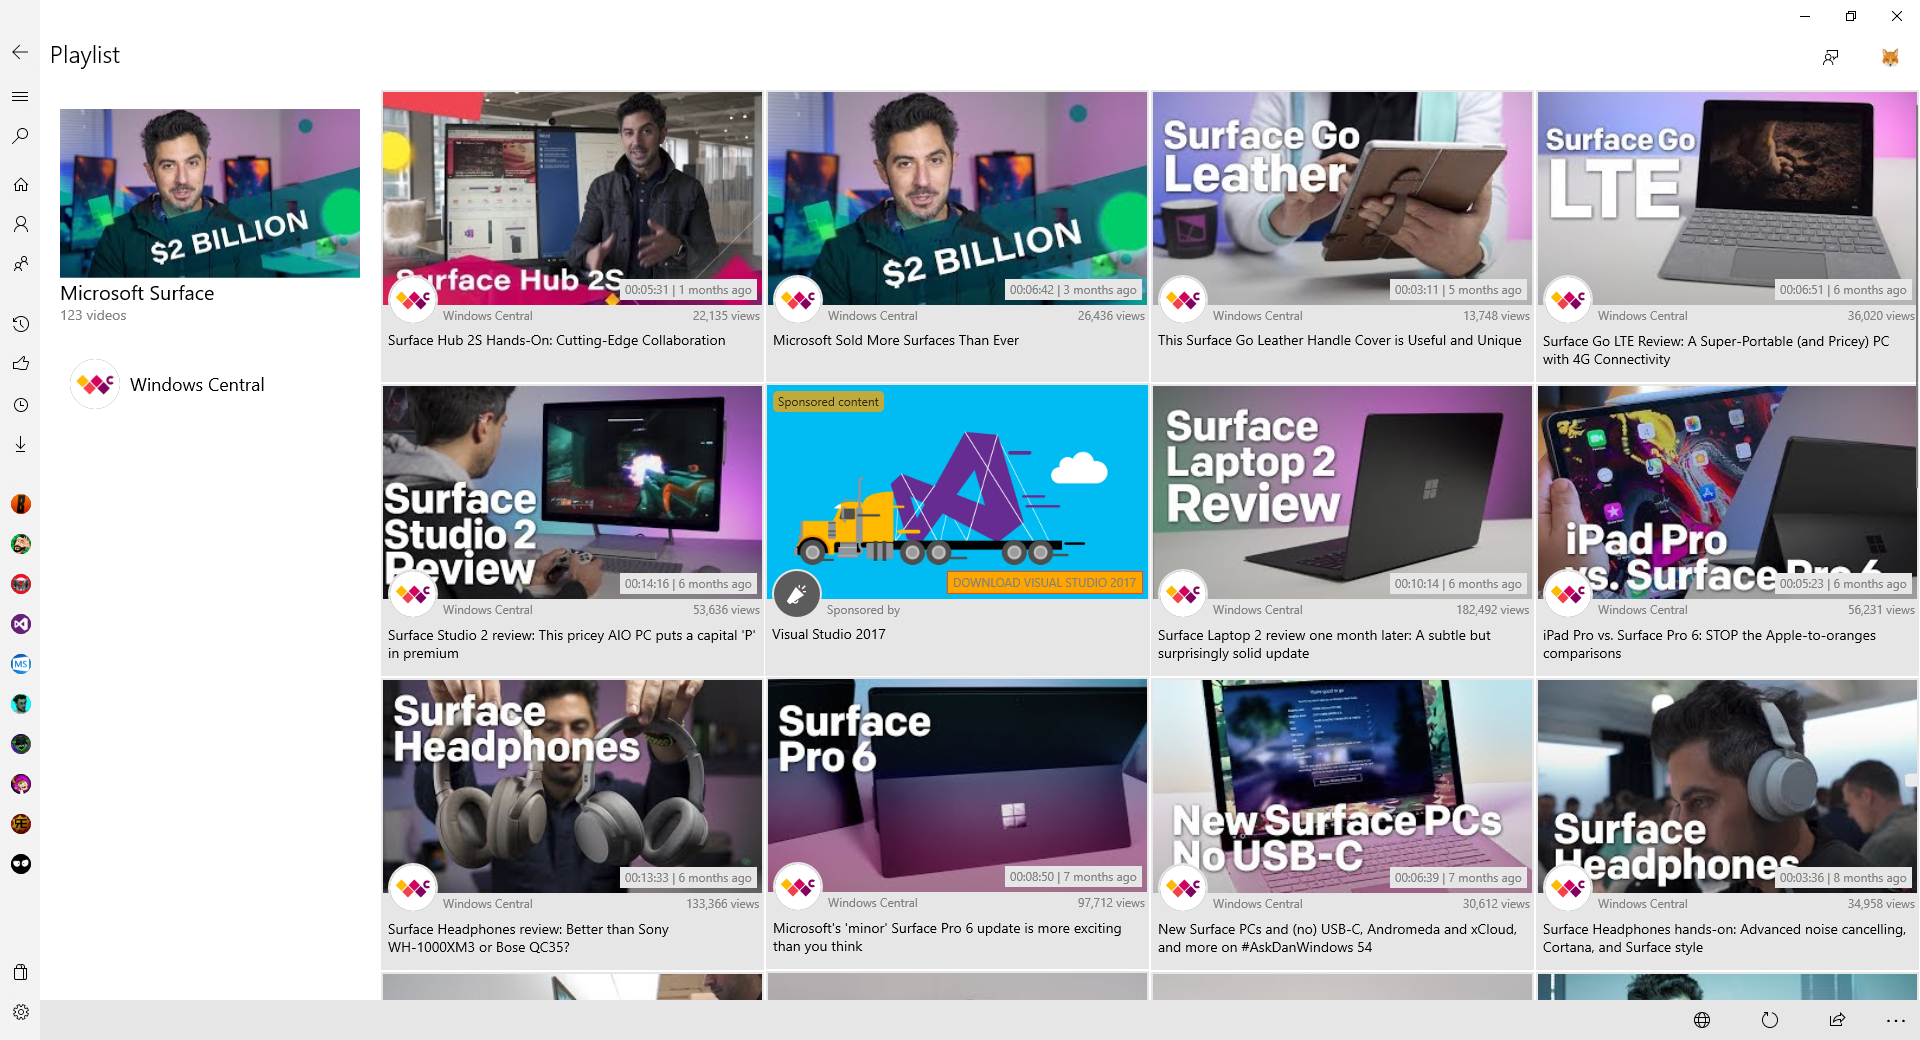 Playlist
$2 BILLION
Microsoft Surface
123 videos
Windows Central
Surface Hub 2S
00:05:31 | 1 months ago
Windows Central
22,135 views
Surface Hub 2S Hands-On: Cutting-Edge Collaboration
$2 BILLION
00:06:42 | 3 months ago
Windows Central
26,436 views
Microsoft Sold More Surfaces Than Ever
Surface Go
Leather
00:03:11 | 5 months ago
Windows Central
13,748 views
This Surface Go Leather Handle Cover is Useful and Unique
Surface Go
LTE
00:06:51 | 6 months ago
Windows Central
36,020 views
Surface Go LTE Review: A Super-Portable (and Pricey) PC
with 4G Connectivity
Surface
Studio 2
Review
00:14:16 | 6 months ago
Windows Central
53,636 views
Surface Studio 2 review: This pricey AIO PC puts a capital 'P'
in premium
Sponsored content
DOWNLOAD VISUAL STUDIO 2017
Sponsored by
Visual Studio 2017
Surface
Laptop 2
Review
00:10:14 | 6 months ago
Windows Central
182,492 views
Surface Laptop 2 review one month later: A subtle but
surprisingly solid update
iPad Pro
vs. Surface Pro 6
00:05:23 | 6 months ago
Windows Central
56,231 views
iPad Pro vs. Surface Pro 6: STOP the Apple-to-oranges
comparisons
MS
Surface
Headphones
00:13:33 | 6 months ago
Windows Central
133,366 views
Surface Headphones review: Better than Sony
WH-1000XM3 or Bose QC35?
Surface
Pro 6
00:08:50 | 7 months ago
Windows Central
97,712 views
Microsoft's 'minor' Surface Pro 6 update is more exciting
than you think
New Surface PCs
No USB-C
00:06:39 | 7 months ago
Windows Central
30,612 views
New Surface PCs and (no) USB-C, Andromeda and xCloud,
and more on #AskDanWindows 54
Surface
Headphones
00:03:36 | 8 months ago
Windows Central
34,958 views
Surface Headphones hands-on: Advanced noise cancelling,
Cortana, and Surface style